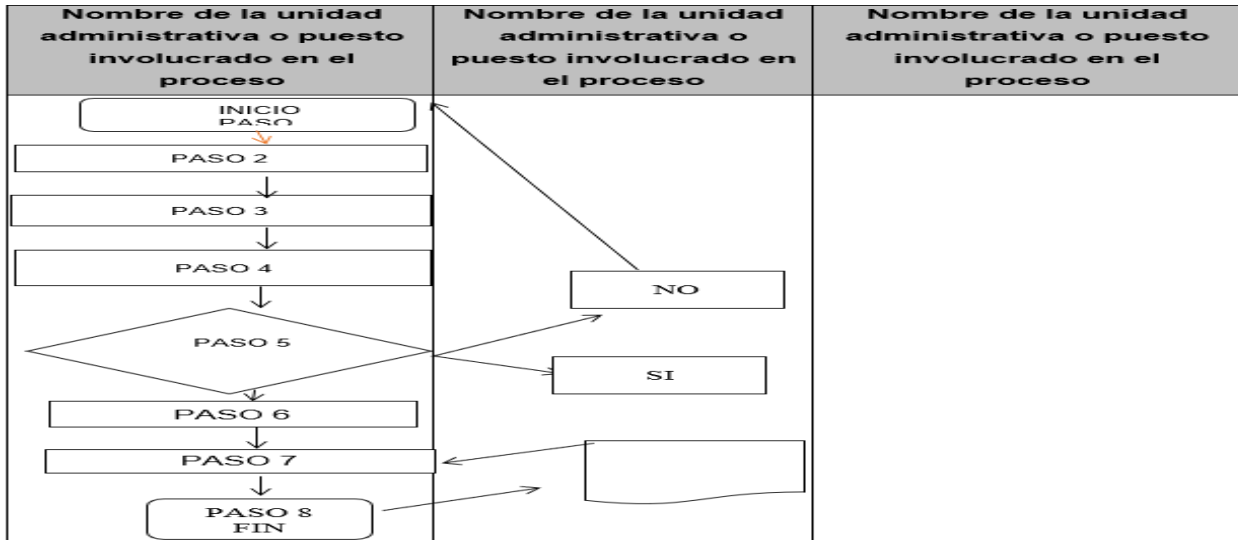 Nombre de la unidad
administrativa o puesto
involucrado en el
proceso
Nombre de la unidad
administrativa o
puesto involucrado en
el proceso
Nombre de la unidad
administrativa o puesto
involucrado en el
proceso
INICIO
PASO
PASO 2
PASO 3
PASO 4
NO
PASO 5
SI
PASO 6
PASO 7
PASO 8
FIN